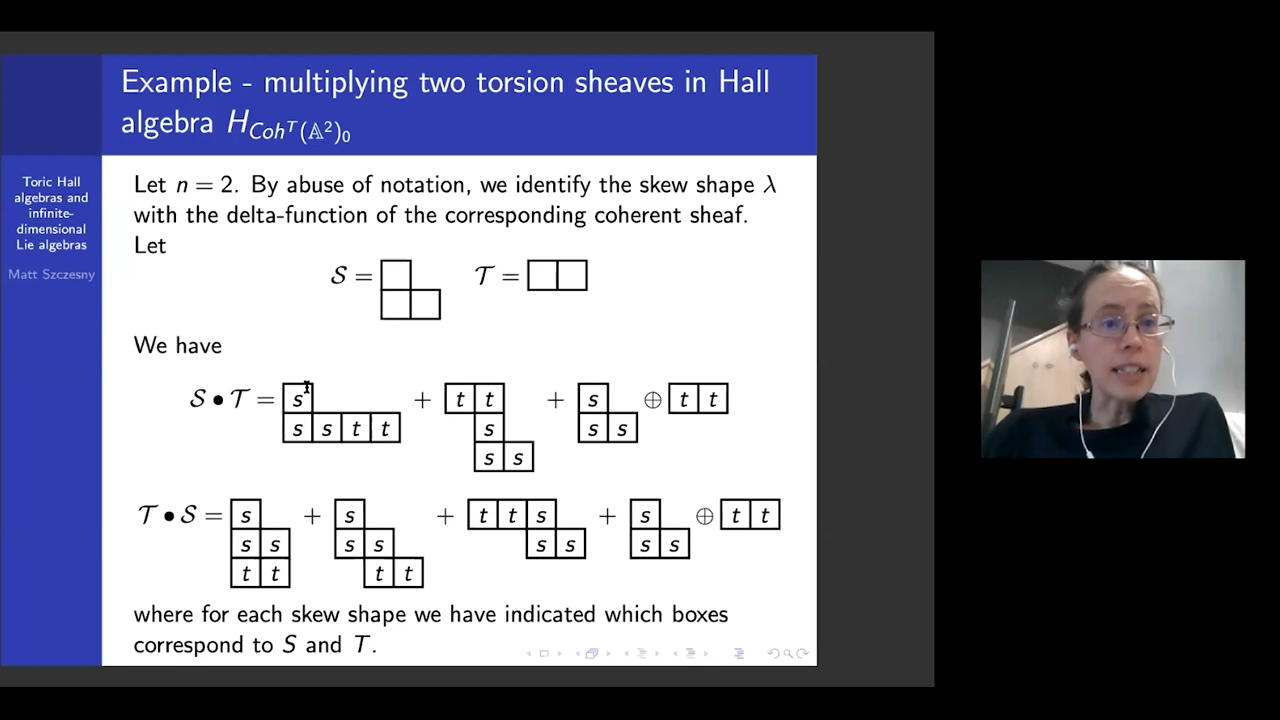 Example - multiplying two torsion sheaves in Hall
algebra H_{Coh^T(𝔸²)_0}
Toric Hall
algebras and
infinite-
dimensional
Lie algebras
Matt Szczesny
Let n = 2. By abuse of notation, we identify the skew shape λ
with the delta-function of the corresponding coherent sheaf.
Let
𝒮 = 𝒯 =
We have
𝒮 • 𝒯 = s + t t + s ⊕ t t
s s t t s s s
s s
𝒯 • 𝒮 = s + s + t t s + s ⊕ t t
s s s s s s s s
t t t t
where for each skew shape we have indicated which boxes
correspond to S and T.